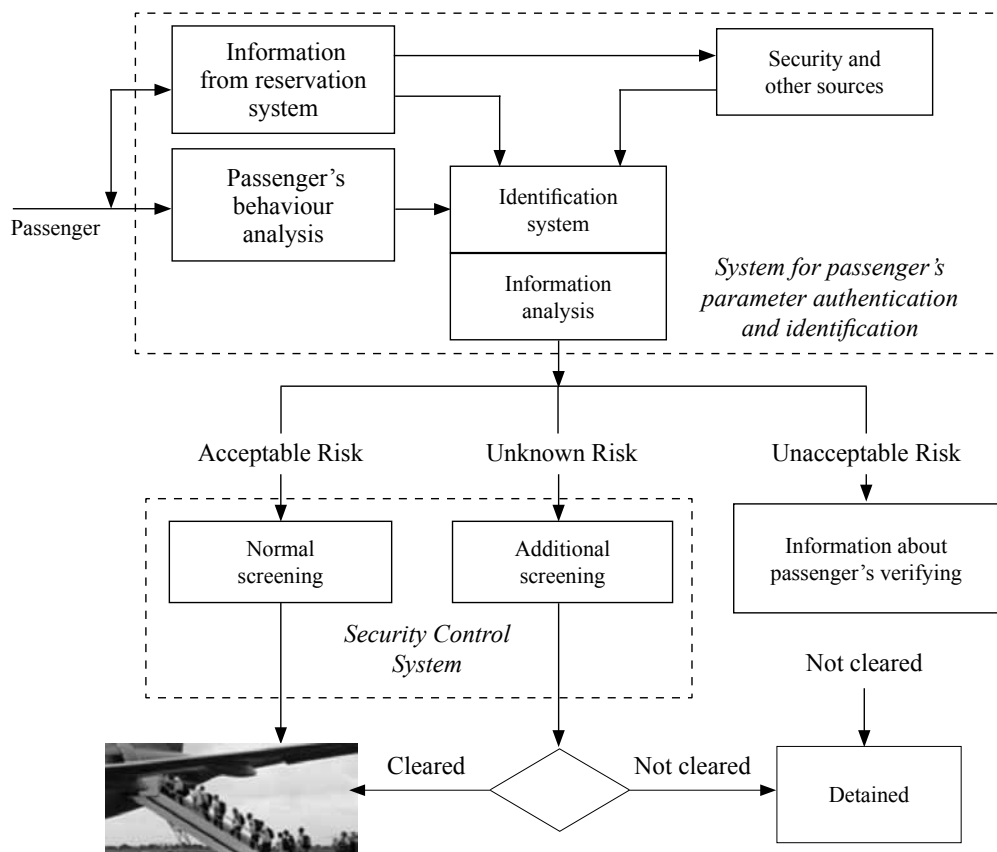 Information
from reservation
system
Security and
other sources
Passenger’s
behaviour
analysis
Passenger
Identification
system
Information
analysis
System for passenger’s
parameter authentication
and identification
Acceptable Risk
Unknown Risk
Unacceptable Risk
Normal
screening
Additional
screening
Information about
passenger’s verifying
Security Control
System
Not cleared
Cleared
Not cleared
Detained